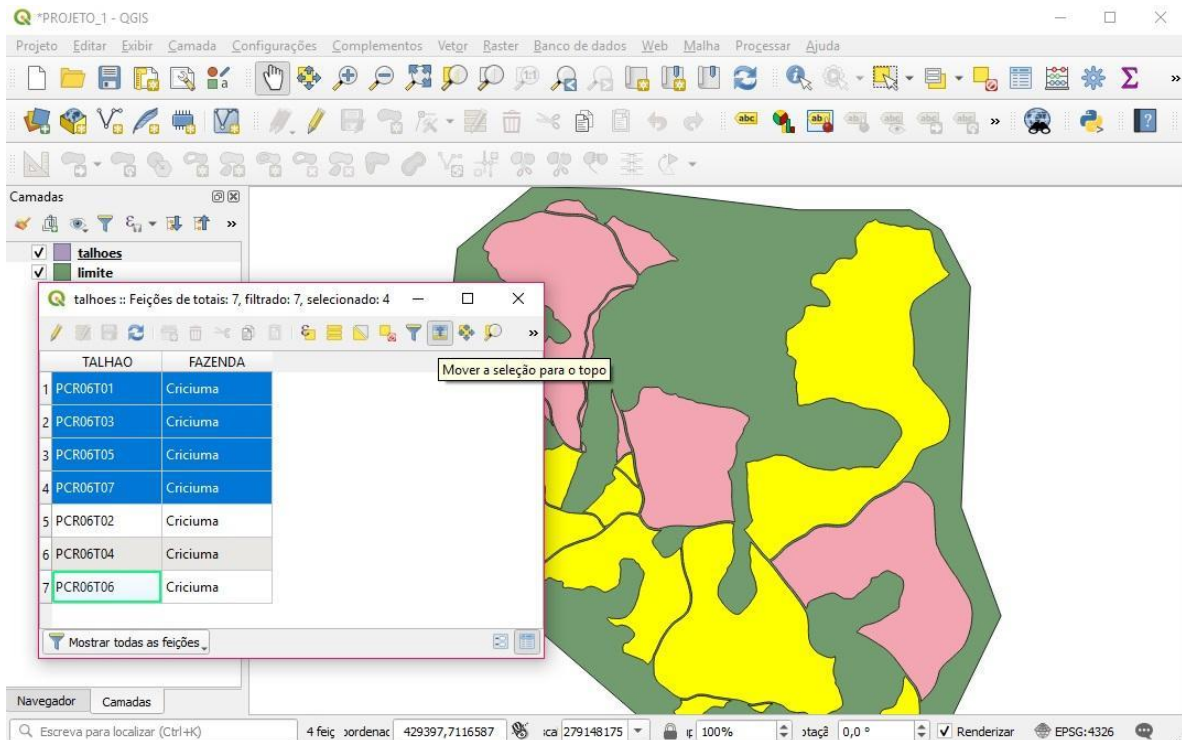 *PROJETO_1 - QGIS
Projeto Editar Exibir Camada Configurações Complementos Vetor Raster Banco de dados Web Malha Processar Ajuda
Camadas
talhoes
limite
talhoes :: Feições de totais: 7, filtrado: 7, selecionado: 4
TALHAO FAZENDA
Mover a seleção para o topo
1 PCR06T01 Criciuma
2 PCR06T03 Criciuma
3 PCR06T05 Criciuma
4 PCR06T07 Criciuma
5 PCR06T02 Criciuma
6 PCR06T04 Criciuma
7 PCR06T06 Criciuma
Mostrar todas as feições
Navegador Camadas
Escreva para localizar (Ctrl+K) 4 feiç ordenac 429397,7116587 ica 279148175 100% otaçã 0,0 ° Renderizar EPSG:4326